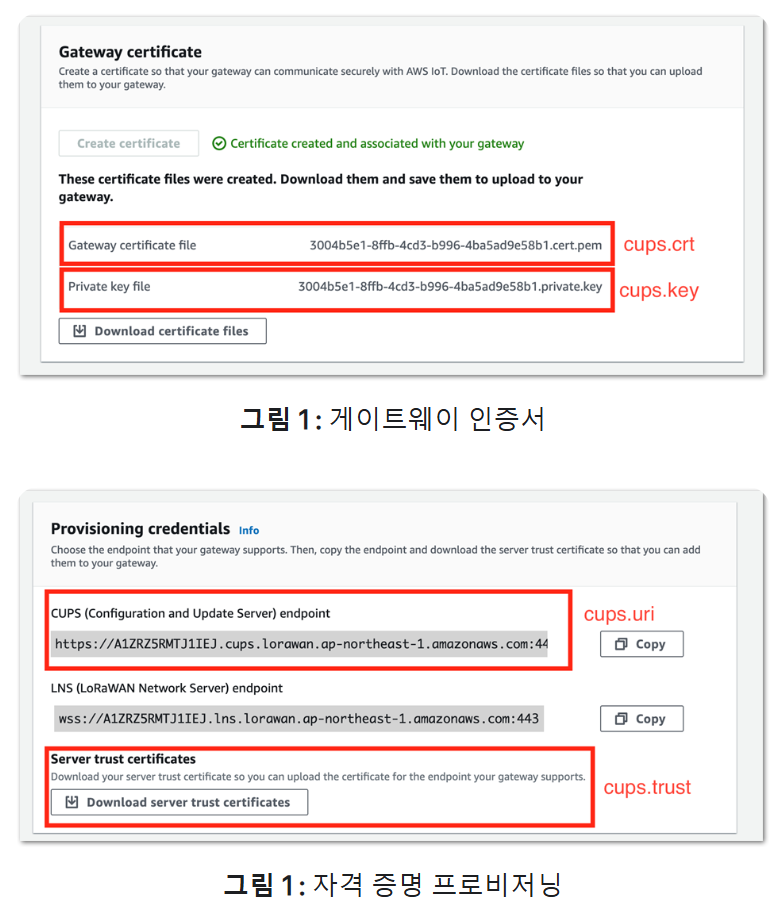 Gateway certificate
Create a certificate so that your gateway can communicate securely with AWS IoT. Download the certificate files so that you can upload
them to your gateway.
Create certificate
Certificate created and associated with your gateway
These certificate files were created. Download them and save them to upload to your
gateway.
Gateway certificate file 3004b5e1-8ffb-4cd3-b996-4ba5ad9e58b1.cert.pem cups.crt
Private key file 3004b5e1-8ffb-4cd3-b996-4ba5ad9e58b1.private.key cups.key
Download certificate files
그림 1: 게이트웨이 인증서
Provisioning credentials Info
Choose the endpoint that your gateway supports. Then, copy the endpoint and download the server trust certificate so that you can add
them to your gateway.
CUPS (Configuration and Update Server) endpoint cups.uri
https://A1ZRZ5RMTJ1IEJ.cups.lorawan.ap-northeast-1.amazonaws.com:44 Copy
LNS (LoRaWAN Network Server) endpoint
wss://A1ZRZ5RMTJ1IEJ.lns.lorawan.ap-northeast-1.amazonaws.com:443 Copy
Server trust certificates
Download your server trust certificate so you can upload the certificate for the endpoint your gateway supports.
cups.trust
Download server trust certificates
그림 1: 자격 증명 프로비저닝